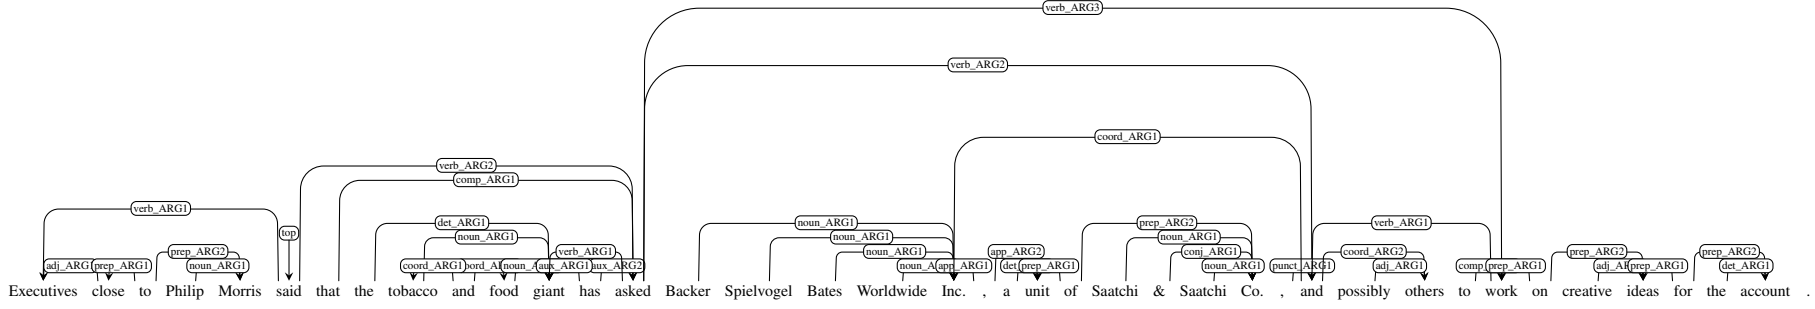 verb_ARG3
verb_ARG2
coord_ARG1
verb_ARG2
comp_ARG1
verb_ARG1
det_ARG1 noun_ARG1 prep_ARG2 verb_ARG1
top
noun_ARG1 noun_ARG1 noun_ARG1
prep_ARG2 verb_ARG1 noun_ARG1 app_ARG2 conj_ARG1 coord_ARG2 prep_ARG2 prep_ARG2
prep_ARG1 noun_ARG1 coord_ARG1 aux_ARG1 aux_ARG2 app_ARG1 prep_ARG1 noun_ARG1 punct_ARG1 adj_ARG1 prep_ARG1 prep_ARG1 det_ARG1
Executives close to Philip Morris said that the tobacco and food giant has asked Backer Spielvogel Bates Worldwide Inc. , a unit of Saatchi & Saatchi Co. , and possibly others to work on creative ideas for the account .